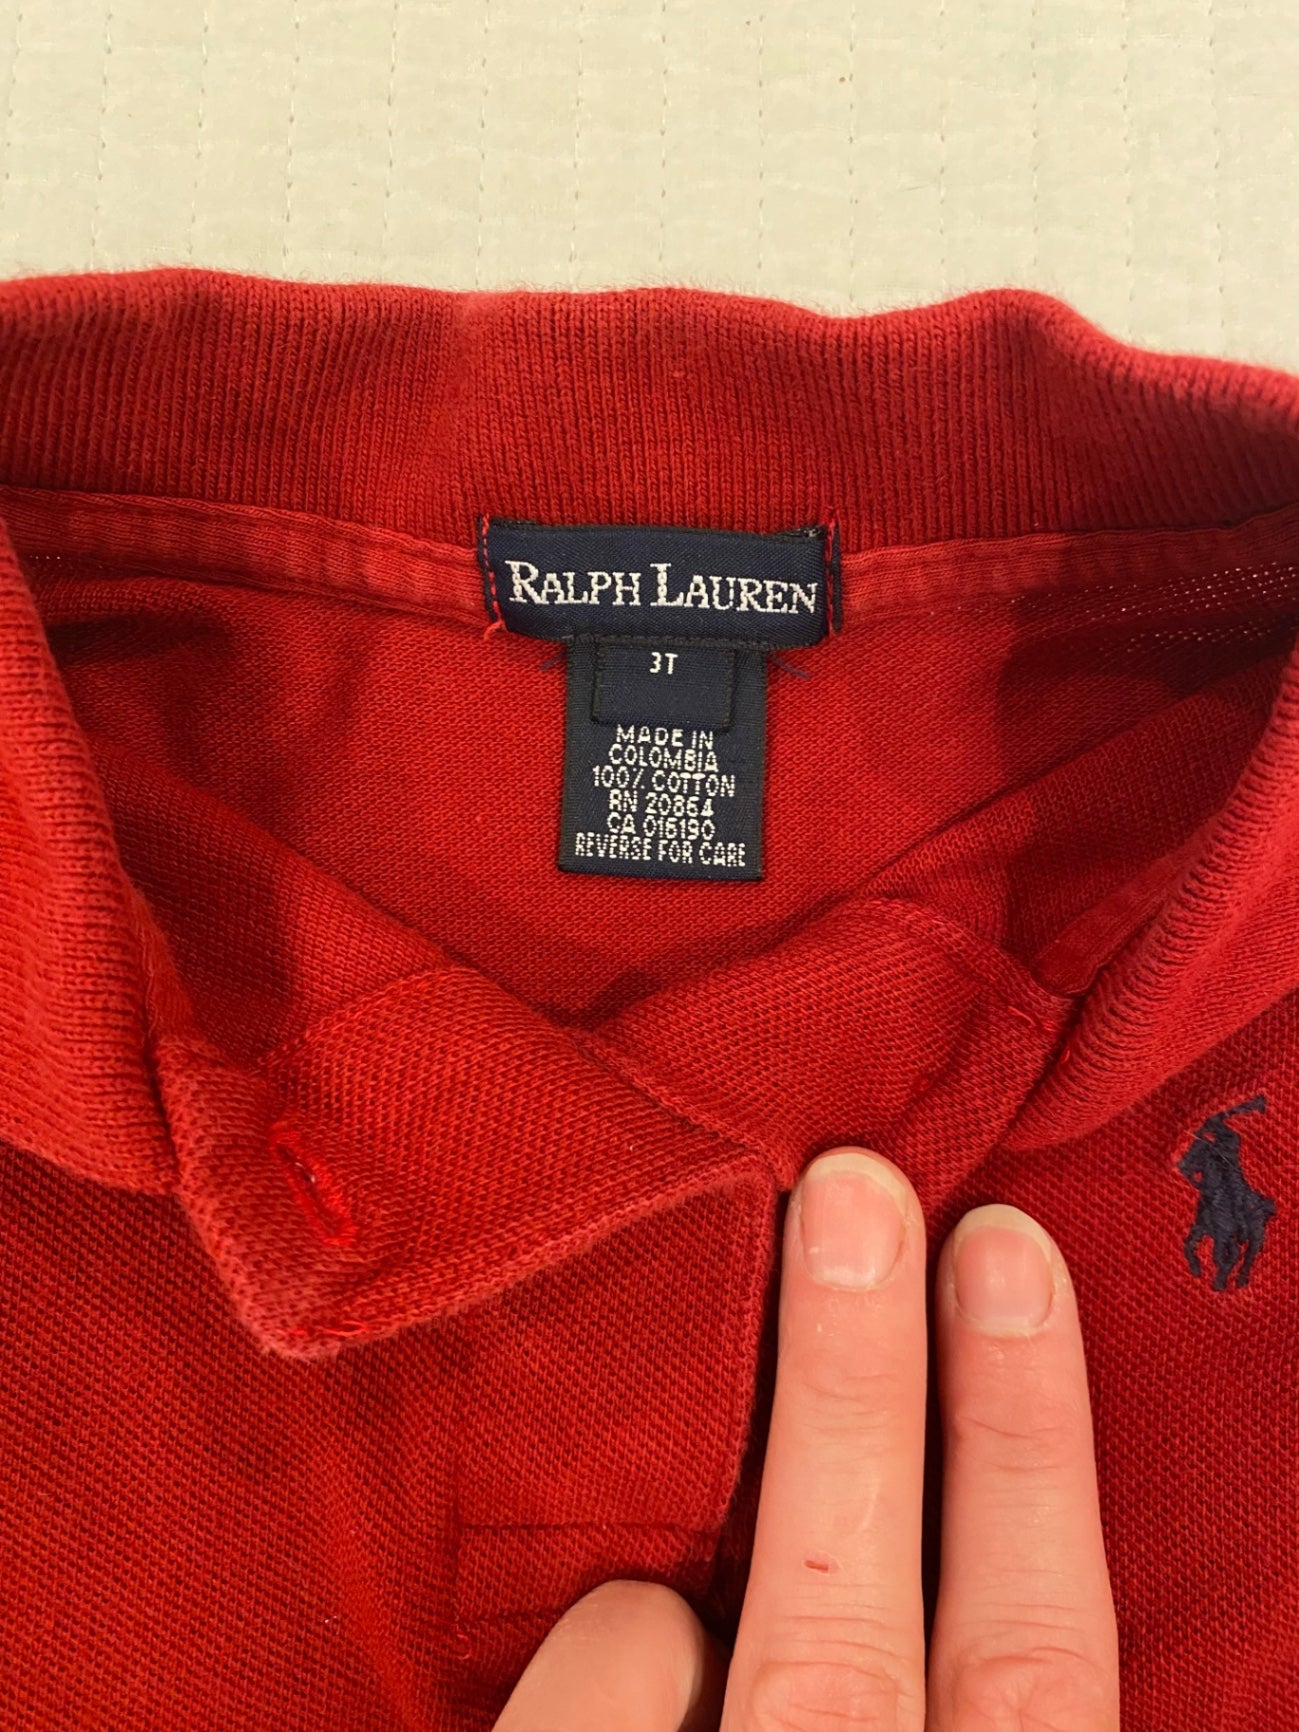 RALPH LAUREN
3T
MADE IN
COLOMBIA
100% COTTON
RN 20864
CA 016190
REVERSE FOR CARE